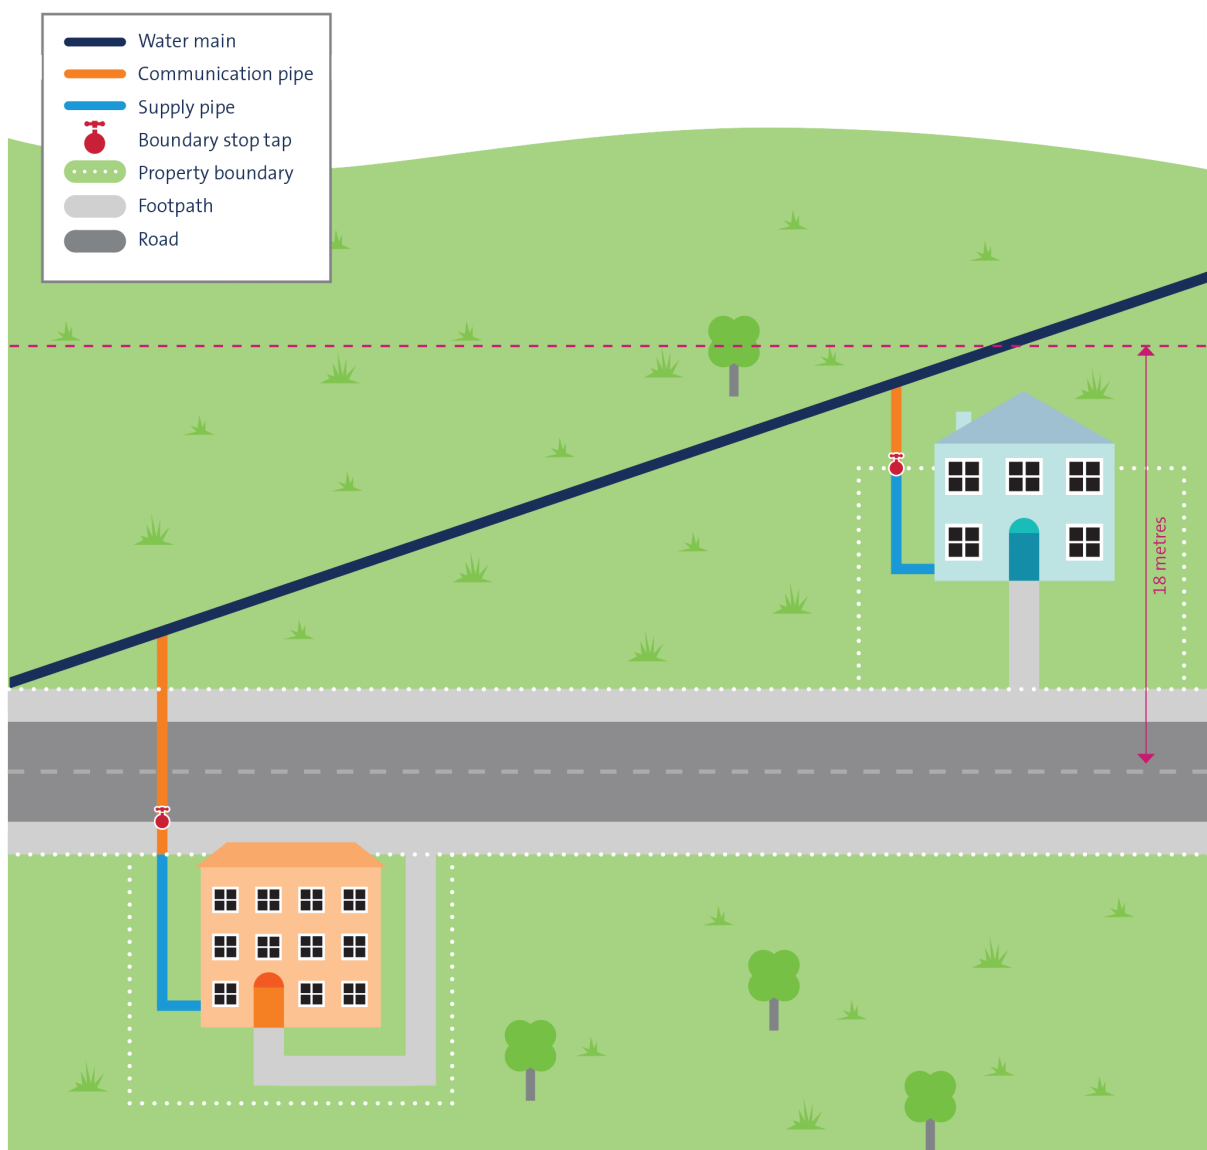 Water main
Communication pipe
Supply pipe
Boundary stop tap
Property boundary
Footpath
Road
18 metres